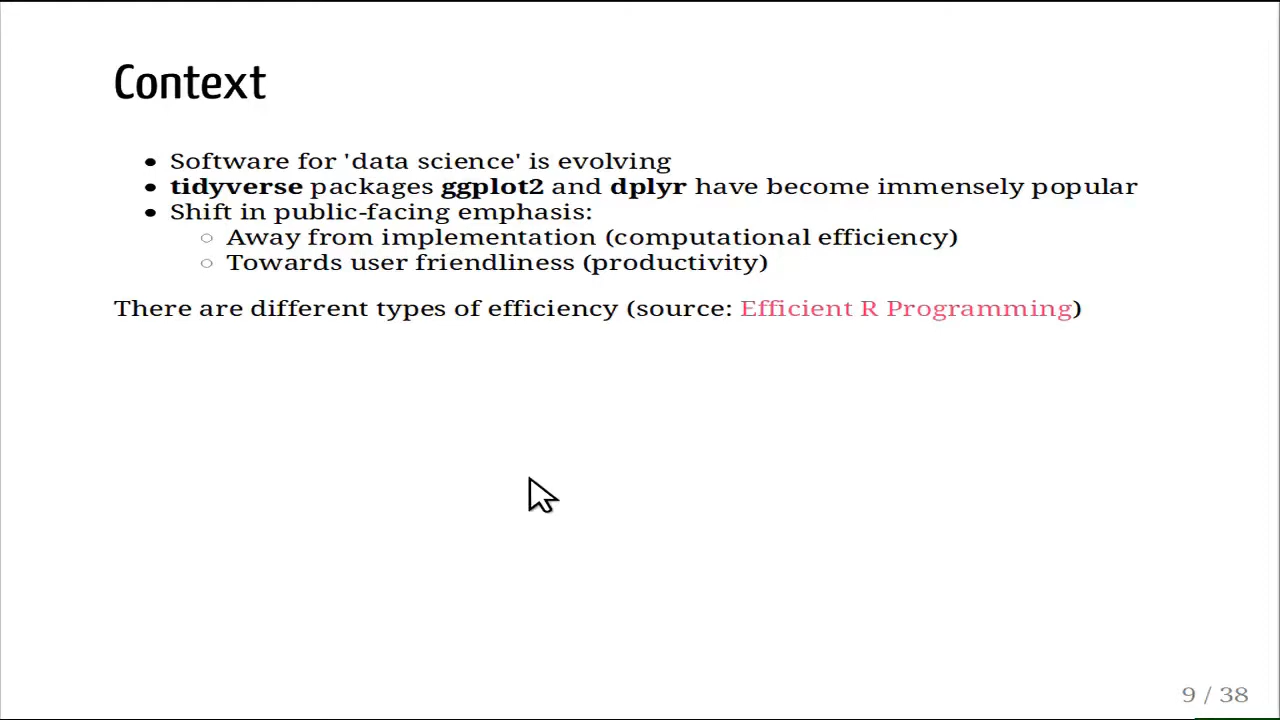 Context
Software for 'data science' is evolving
tidyverse packages ggplot2 and dplyr have become immensely popular
Shift in public-facing emphasis:
Away from implementation (computational efficiency)
Towards user friendliness (productivity)
There are different types of efficiency (source: Efficient R Programming)
9 / 38